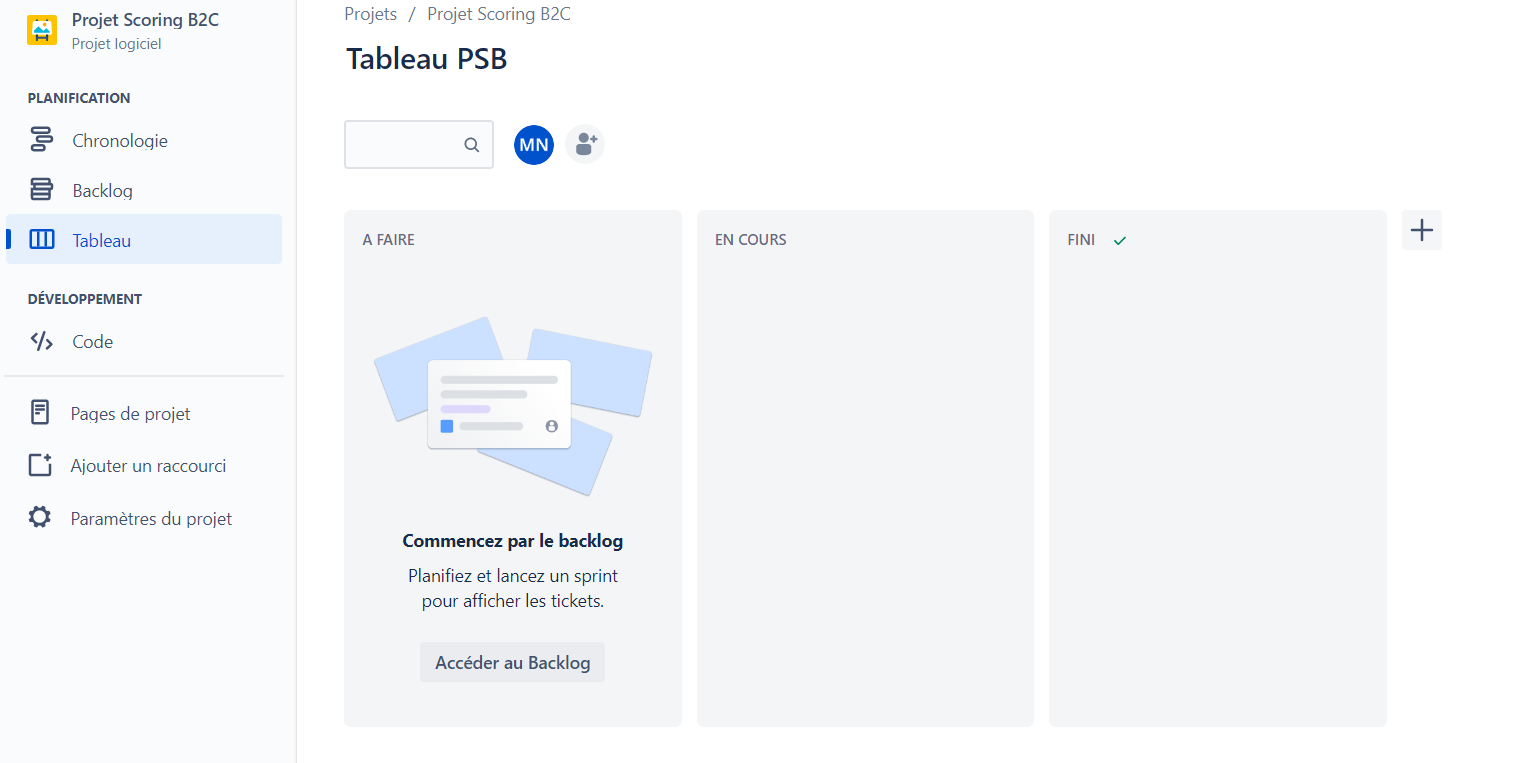 Projet Scoring B2C
Projet logiciel
PLANIFICATION
Chronologie
Backlog
Tableau
DÉVELOPPEMENT
Code
Pages de projet
Ajouter un raccourci
Paramètres du projet
Projets / Projet Scoring B2C
Tableau PSB
MN
A FAIRE
Commencez par le backlog
Planifiez et lancez un sprint
pour afficher les tickets.
Accéder au Backlog
EN COURS
FINI